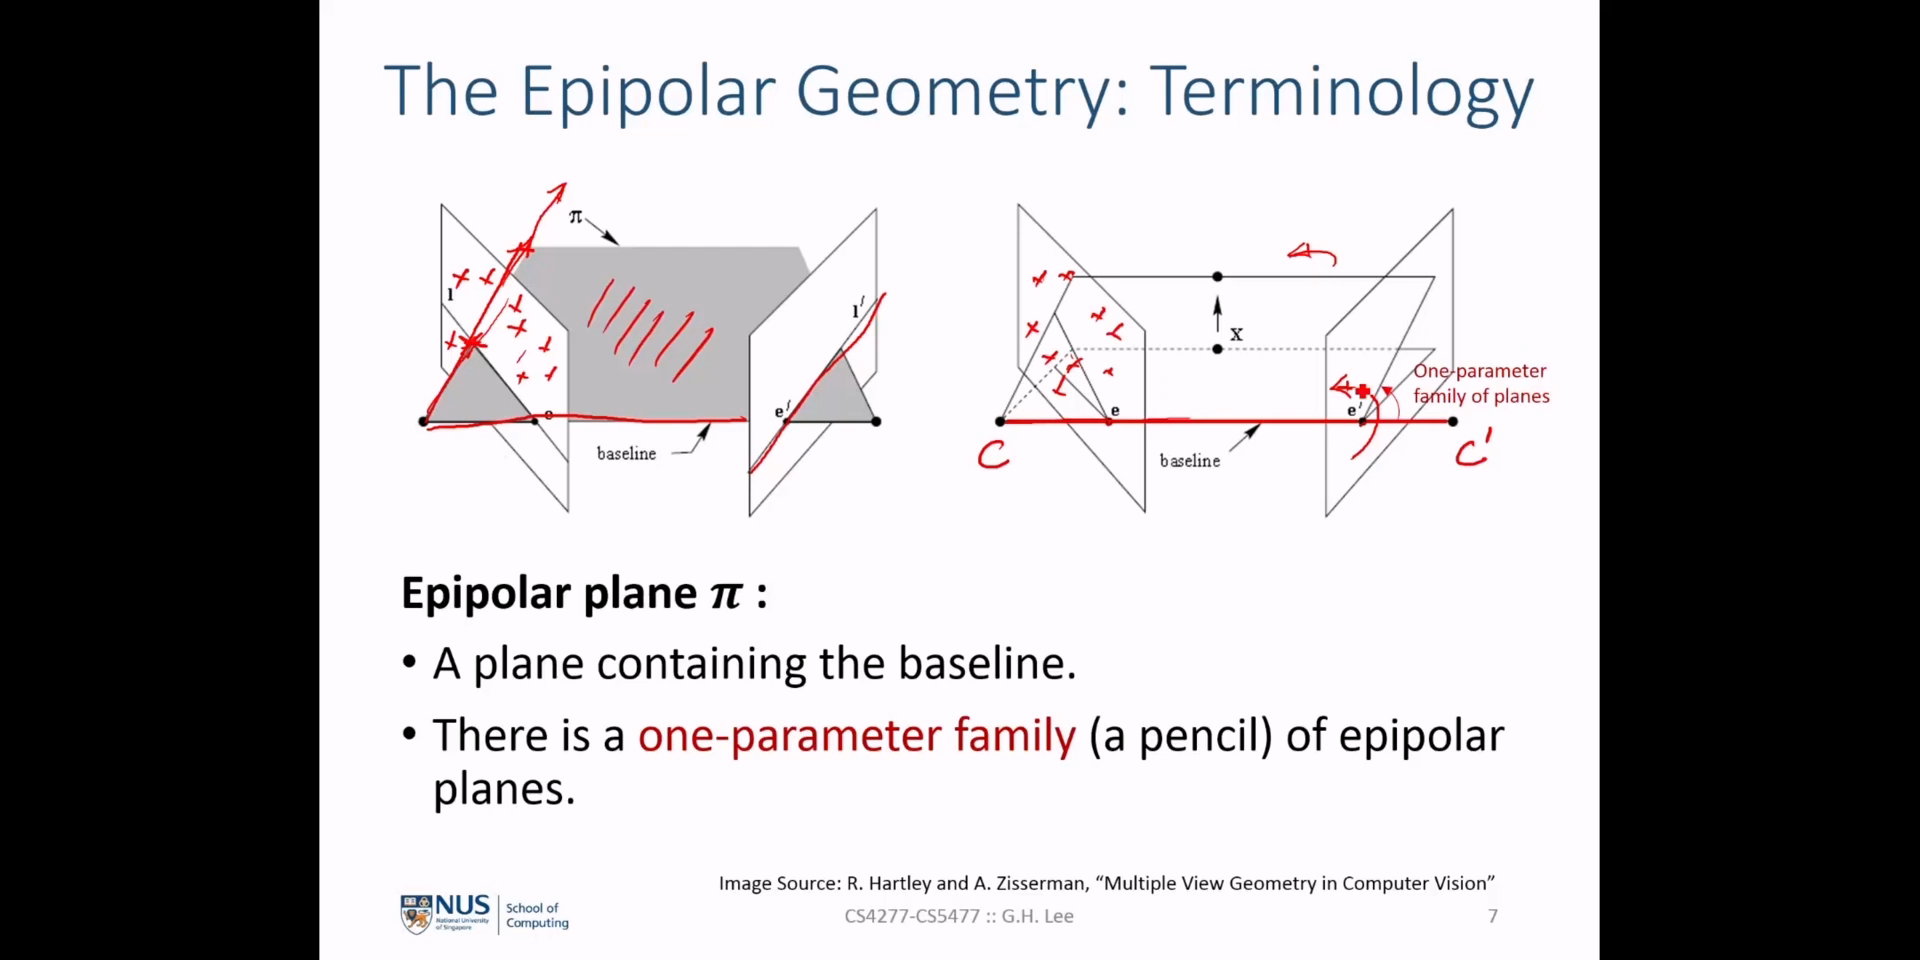 The Epipolar Geometry: Terminology
π
l
l′
e
e′
baseline
X
One-parameter
family of planes
e
e′
C
C'
baseline
Epipolar plane π :
• A plane containing the baseline.
• There is a one-parameter family (a pencil) of epipolar
planes.
Image Source: R. Hartley and A. Zisserman, “Multiple View Geometry in Computer Vision”
NUS
National University
of Singapore
School of
Computing
CS4277-CS5477 :: G.H. Lee
7